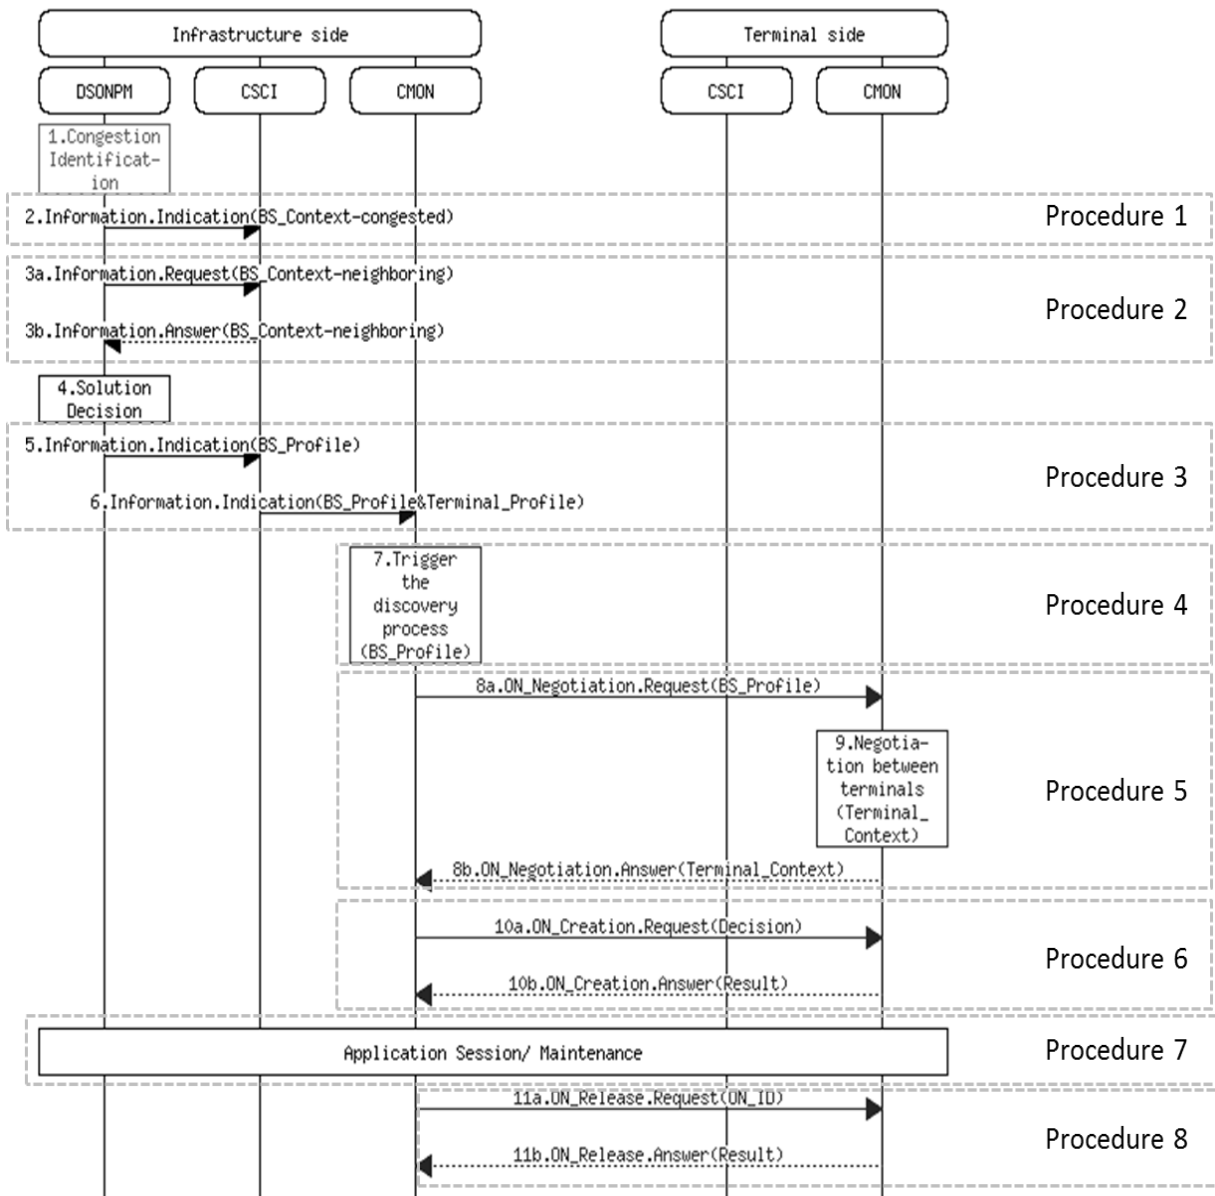 Infrastructure side
Terminal side
DSONPM
CSCI
CMON
CSCI
CMON
1.Congestion
Identificat-
ion
2.Information.Indication(BS_Context-congested)
Procedure 1
3a.Information.Request(BS_Context-neighboring)
Procedure 2
3b.Information.Answer(BS_Context-neighboring)
4.Solution
Decision
5.Information.Indication(BS_Profile)
Procedure 3
6.Information.Indication(BS_Profile&Terminal_Profile)
7.Trigger
the
discovery
process
(BS_Profile)
Procedure 4
8a.ON_Negotiation.Request(BS_Profile)
9.Negotia-
tion between
terminals
(Terminal_
Context)
Procedure 5
8b.ON_Negotiation.Answer(Terminal_Context)
10a.ON_Creation.Request(Decision)
Procedure 6
10b.ON_Creation.Answer(Result)
Application Session/ Maintenance
Procedure 7
11a.ON_Release.Request(ON_ID)
Procedure 8
11b.ON_Release.Answer(Result)